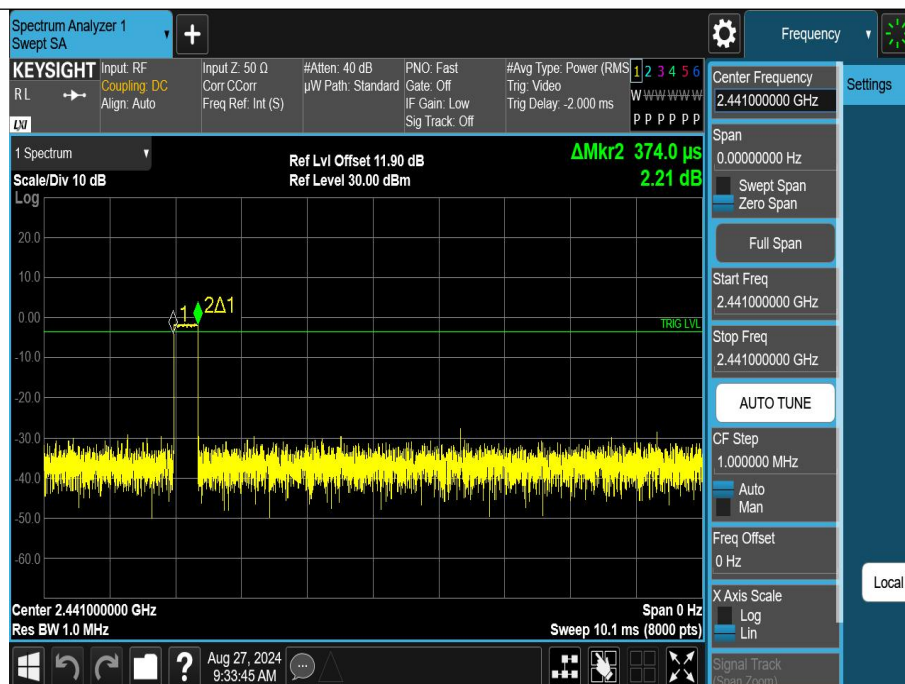 Spectrum Analyzer 1
Swept SA
Frequency
KEYSIGHT
RL
LXI
Input: RF
Coupling: DC
Align: Auto
Input Z: 50 Ω
Corr CCorr
Freq Ref: Int (S)
#Atten: 40 dB
µW Path: Standard
PNO: Fast
Gate: Off
IF Gain: Low
Sig Track: Off
#Avg Type: Power (RMS
Trig: Video
Trig Delay: -2.000 ms
1 2 3 4 5 6
W W W W W W
P P P P P P
1 Spectrum
Scale/Div 10 dB
Log
Ref Lvl Offset 11.90 dB
Ref Level 30.00 dBm
ΔMkr2 374.0 µs
2.21 dB
20.0
10.0
0.00
-10.0
-20.0
-30.0
-40.0
-50.0
-60.0
1
2Δ1
TRIG LVL
Center 2.441000000 GHz
Res BW 1.0 MHz
Span 0 Hz
Sweep 10.1 ms (8000 pts)
Aug 27, 2024
9:33:45 AM
Center Frequency
2.441000000 GHz
Span
0.00000000 Hz
Swept Span
Zero Span
Full Span
Start Freq
2.441000000 GHz
Stop Freq
2.441000000 GHz
AUTO TUNE
CF Step
1.000000 MHz
Auto
Man
Freq Offset
0 Hz
X Axis Scale
Log
Lin
Signal Track
(Span Zoom)
Settings
Local